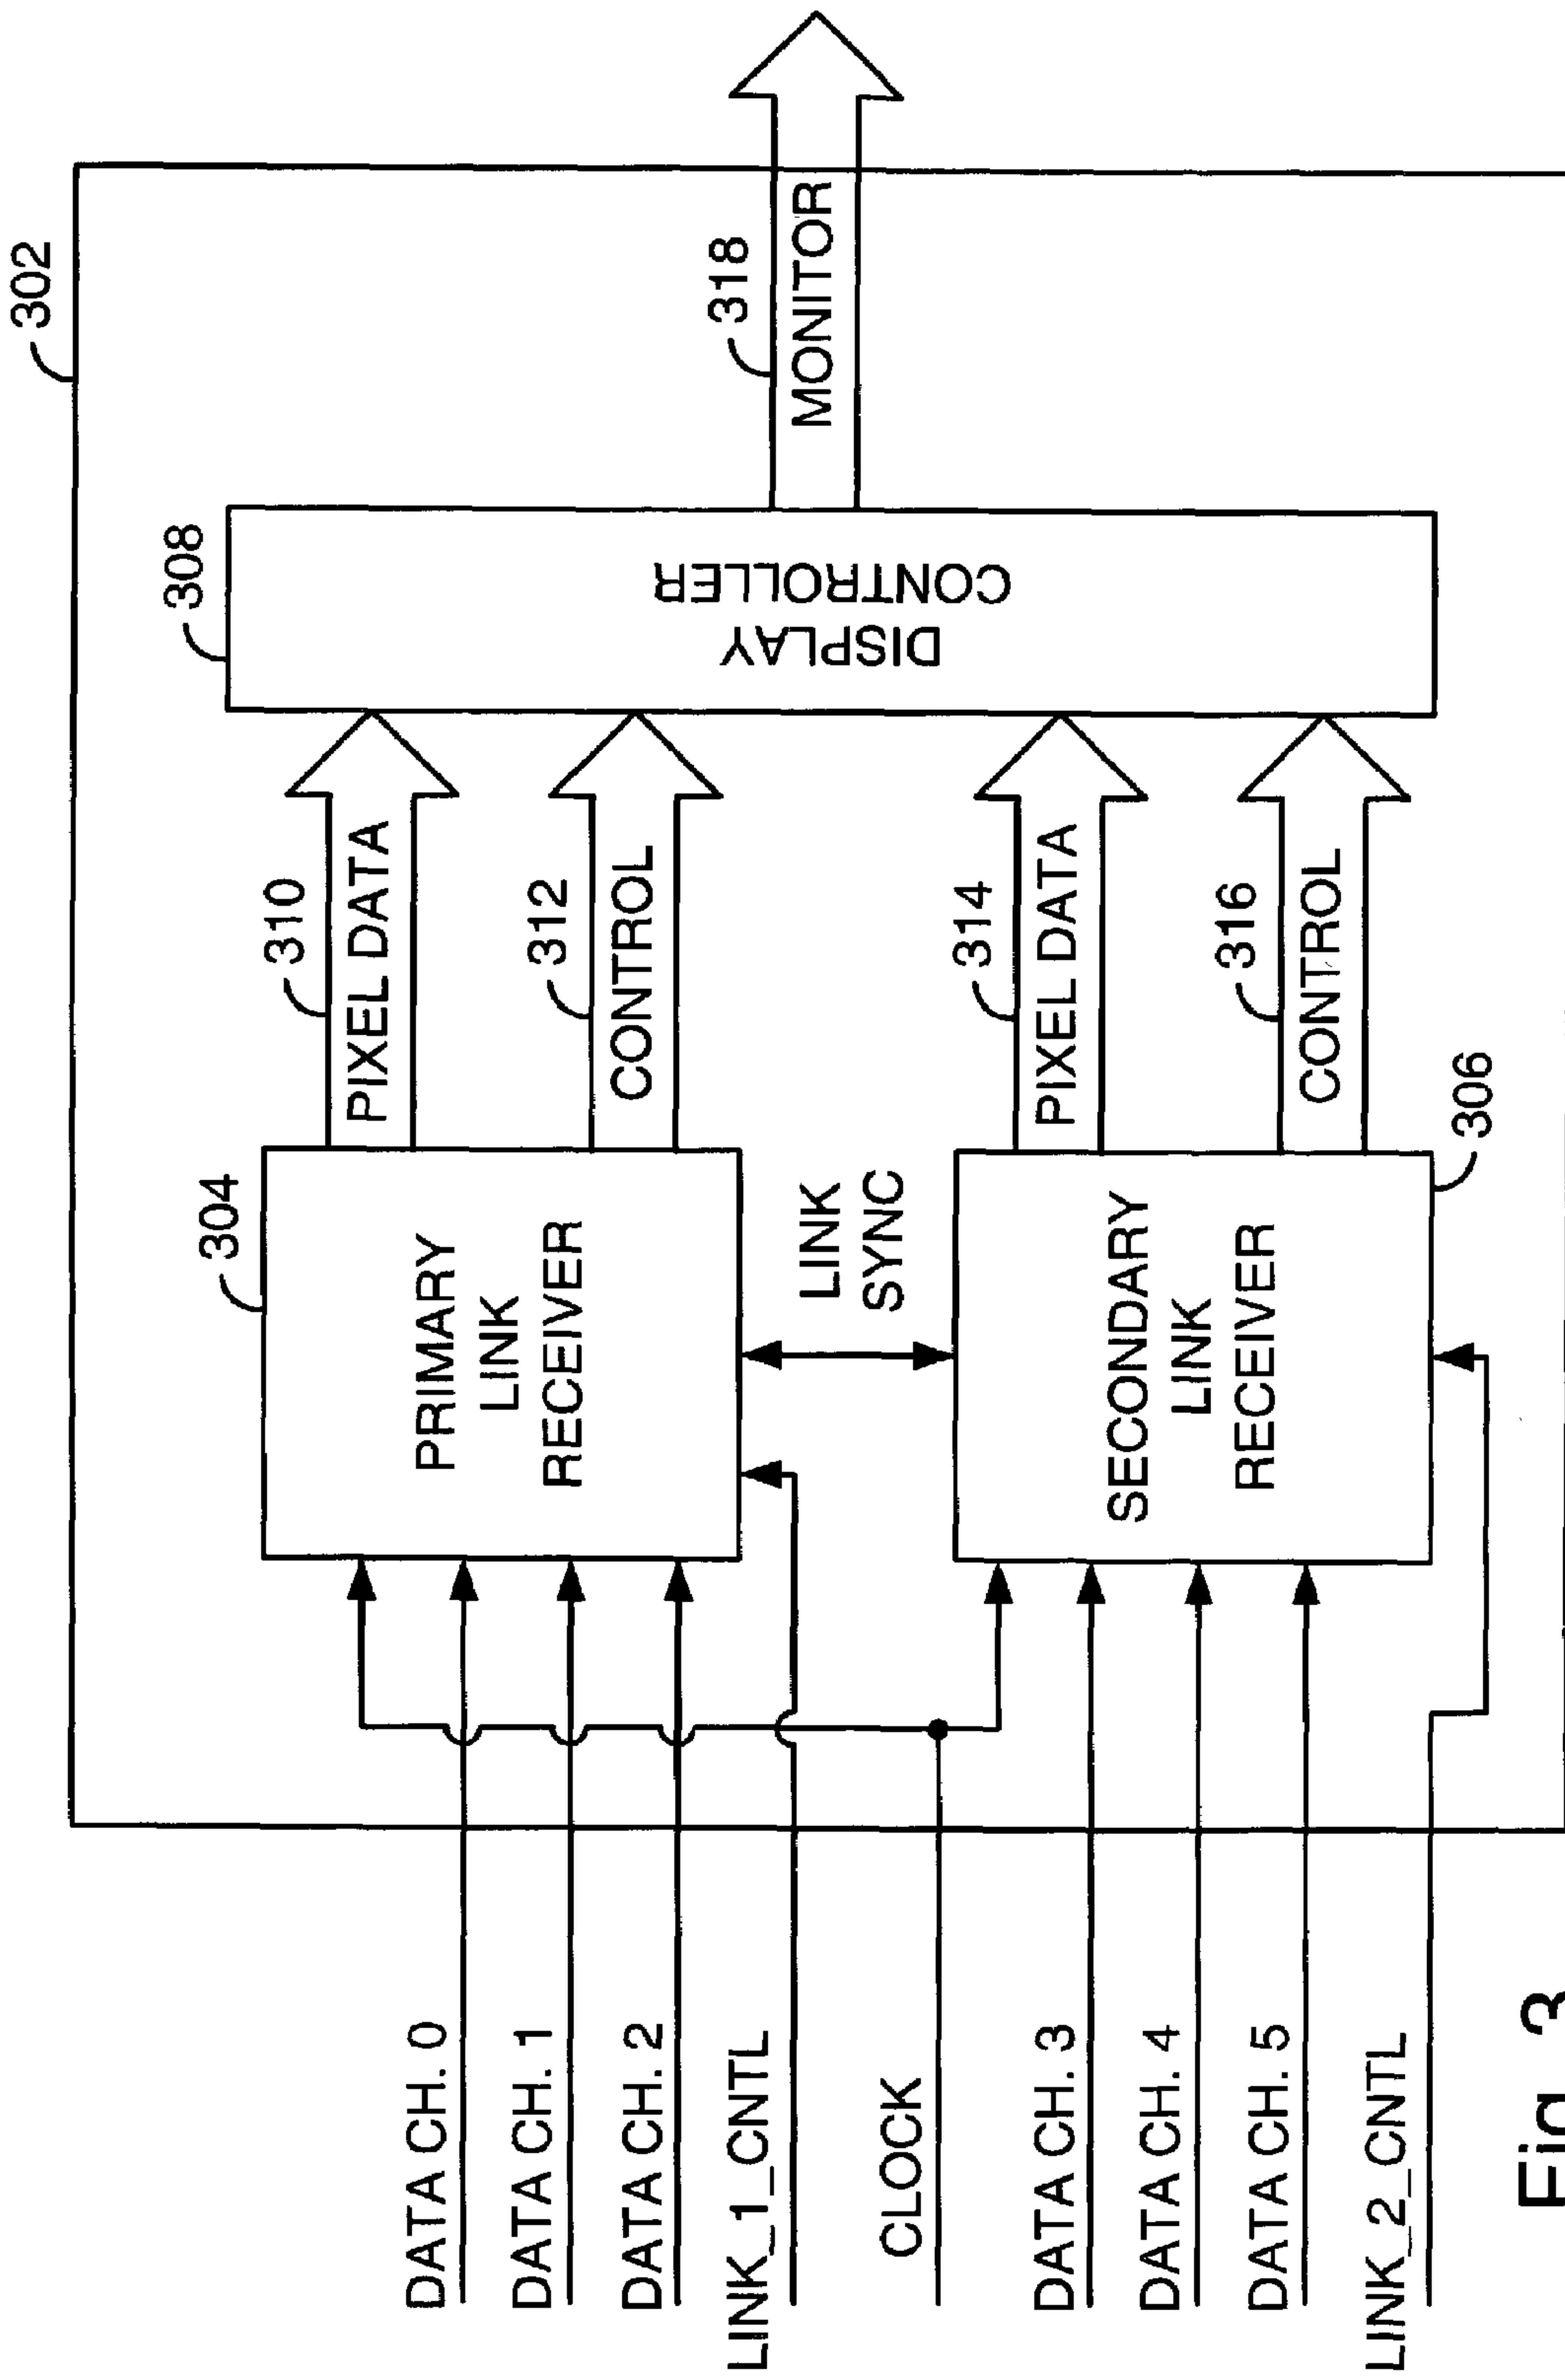 302
308
318
MONITOR
DISPLAY
CONTROLLER
310
PIXEL DATA
312
CONTROL
314
PIXEL DATA
316
CONTROL
304
PRIMARY
LINK
RECEIVER
LINK
SYNC
306
SECONDARY
LINK
RECEIVER
DATA CH. 0
DATA CH. 1
DATA CH. 2
LINK_1_CNTL
CLOCK
DATA CH. 3
DATA CH. 4
DATA CH. 5
LINK_2_CNTL
Fig. 3